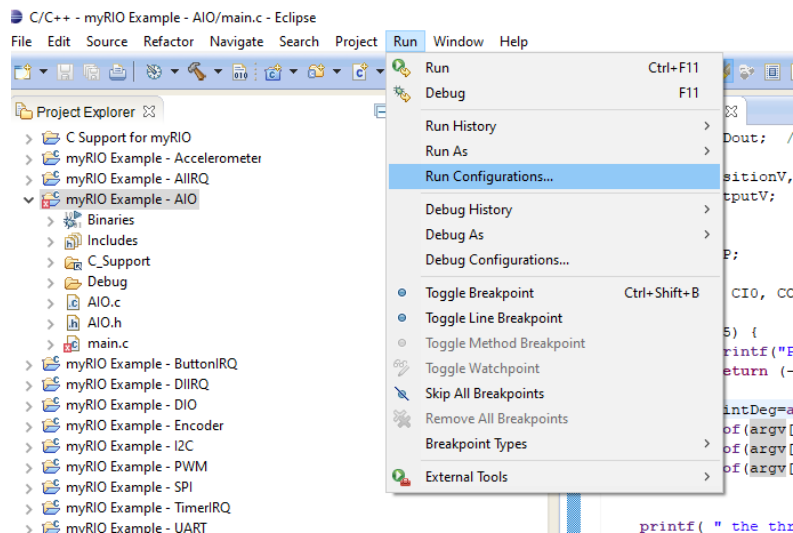 C/C++ - myRIO Example - AIO/main.c - Eclipse
File Edit Source Refactor Navigate Search Project Run Window Help
Project Explorer
C Support for myRIO
myRIO Example - Accelerometer
myRIO Example - AIIRQ
myRIO Example - AIO
Binaries
Includes
C_Support
Debug
AIO.c
AIO.h
main.c
myRIO Example - ButtonIRQ
myRIO Example - DIIRQ
myRIO Example - DIO
myRIO Example - Encoder
myRIO Example - I2C
myRIO Example - PWM
myRIO Example - SPI
myRIO Example - TimerIRQ
myRIO Example - UART
Run Ctrl+F11
Debug F11
Run History
Run As
Run Configurations...
Debug History
Debug As
Debug Configurations...
Toggle Breakpoint Ctrl+Shift+B
Toggle Line Breakpoint
Toggle Method Breakpoint
Toggle Watchpoint
Skip All Breakpoints
Remove All Breakpoints
Breakpoint Types
External Tools
Dout; /
sitionV,
tputV;
P;
CI0, CO
5) {
rintf("P
eturn (-
intDeg=a
of(argv[
of(argv[
of(argv[
printf( " the thr